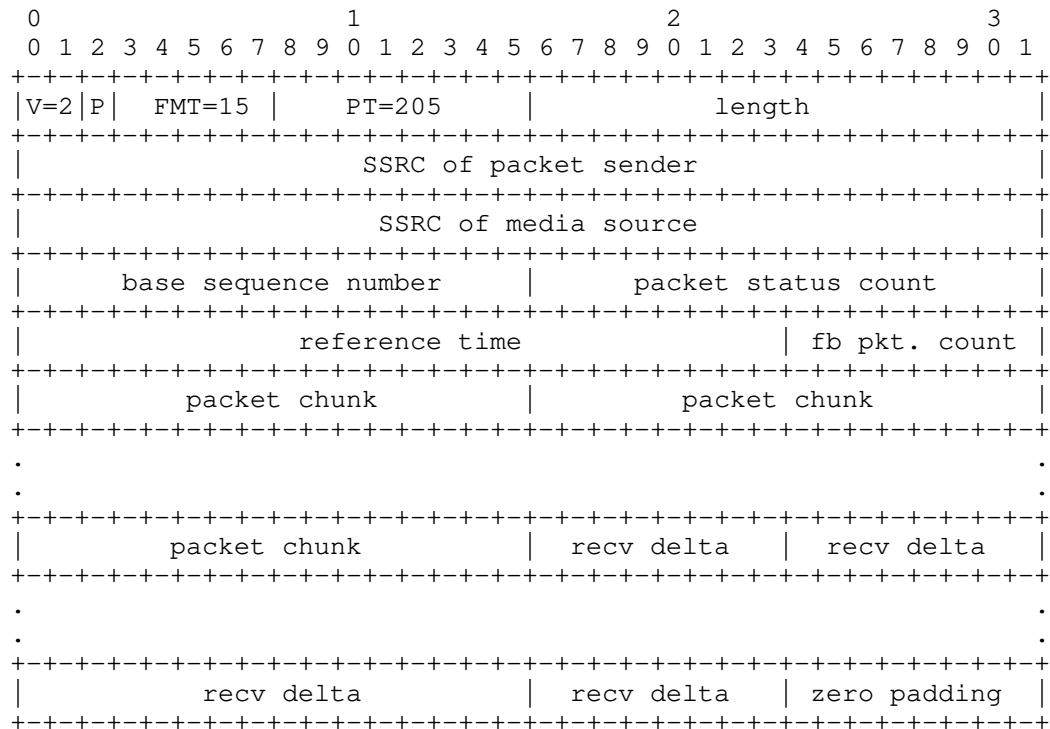 0                   1                   2                   3
 0 1 2 3 4 5 6 7 8 9 0 1 2 3 4 5 6 7 8 9 0 1 2 3 4 5 6 7 8 9 0 1
+-+-+-+-+-+-+-+-+-+-+-+-+-+-+-+-+-+-+-+-+-+-+-+-+-+-+-+-+-+-+-+-+
|V=2|P|  FMT=15 |    PT=205     |           length              |
+-+-+-+-+-+-+-+-+-+-+-+-+-+-+-+-+-+-+-+-+-+-+-+-+-+-+-+-+-+-+-+-+
|                     SSRC of packet sender                     |
+-+-+-+-+-+-+-+-+-+-+-+-+-+-+-+-+-+-+-+-+-+-+-+-+-+-+-+-+-+-+-+-+
|                      SSRC of media source                     |
+-+-+-+-+-+-+-+-+-+-+-+-+-+-+-+-+-+-+-+-+-+-+-+-+-+-+-+-+-+-+-+-+
|      base sequence number     |      packet status count      |
+-+-+-+-+-+-+-+-+-+-+-+-+-+-+-+-+-+-+-+-+-+-+-+-+-+-+-+-+-+-+-+-+
|                 reference time                | fb pkt. count |
+-+-+-+-+-+-+-+-+-+-+-+-+-+-+-+-+-+-+-+-+-+-+-+-+-+-+-+-+-+-+-+-+
|          packet chunk         |         packet chunk          |
+-+-+-+-+-+-+-+-+-+-+-+-+-+-+-+-+-+-+-+-+-+-+-+-+-+-+-+-+-+-+-+-+
.                                                               .
.                                                               .
+-+-+-+-+-+-+-+-+-+-+-+-+-+-+-+-+-+-+-+-+-+-+-+-+-+-+-+-+-+-+-+-+
|         packet chunk          |  recv delta   |  recv delta   |
+-+-+-+-+-+-+-+-+-+-+-+-+-+-+-+-+-+-+-+-+-+-+-+-+-+-+-+-+-+-+-+-+
.                                                               .
.                                                               .
+-+-+-+-+-+-+-+-+-+-+-+-+-+-+-+-+-+-+-+-+-+-+-+-+-+-+-+-+-+-+-+-+
|           recv delta          |  recv delta   | zero padding  |
+-+-+-+-+-+-+-+-+-+-+-+-+-+-+-+-+-+-+-+-+-+-+-+-+-+-+-+-+-+-+-+-+